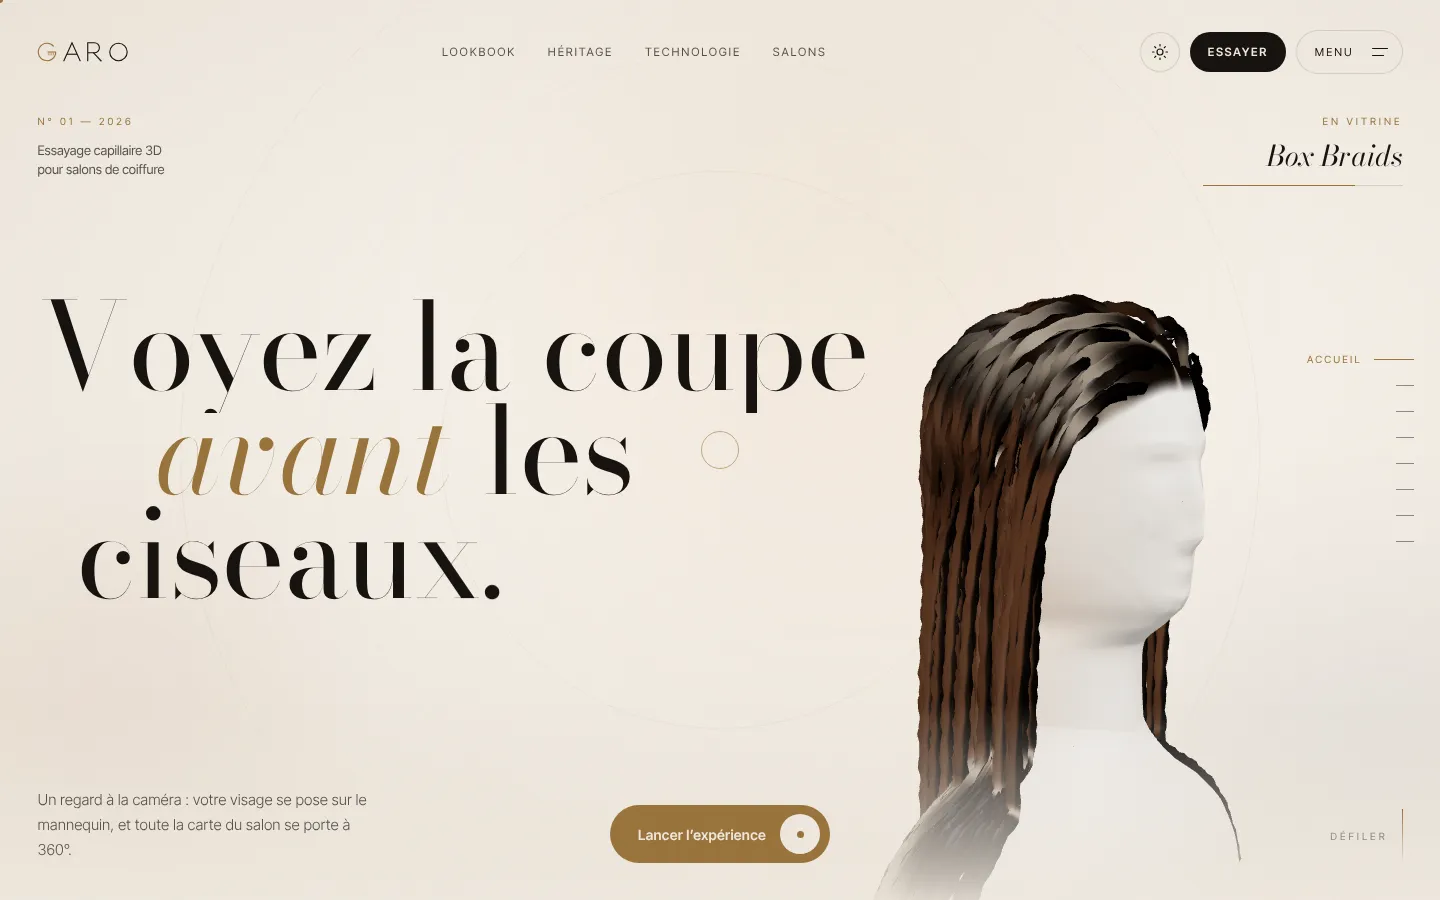 GARO
LOOKBOOK
HÉRITAGE
TECHNOLOGIE
SALONS
ESSAYER
MENU
N° 01 — 2026
Essayage capillaire 3D
pour salons de coiffure
EN VITRINE
Box Braids
Voyez la coupe
avant les
ciseaux.
ACCUEIL
Un regard à la caméra : votre visage se pose sur le
mannequin, et toute la carte du salon se porte à
360°.
Lancer l’expérience
DÉFILER